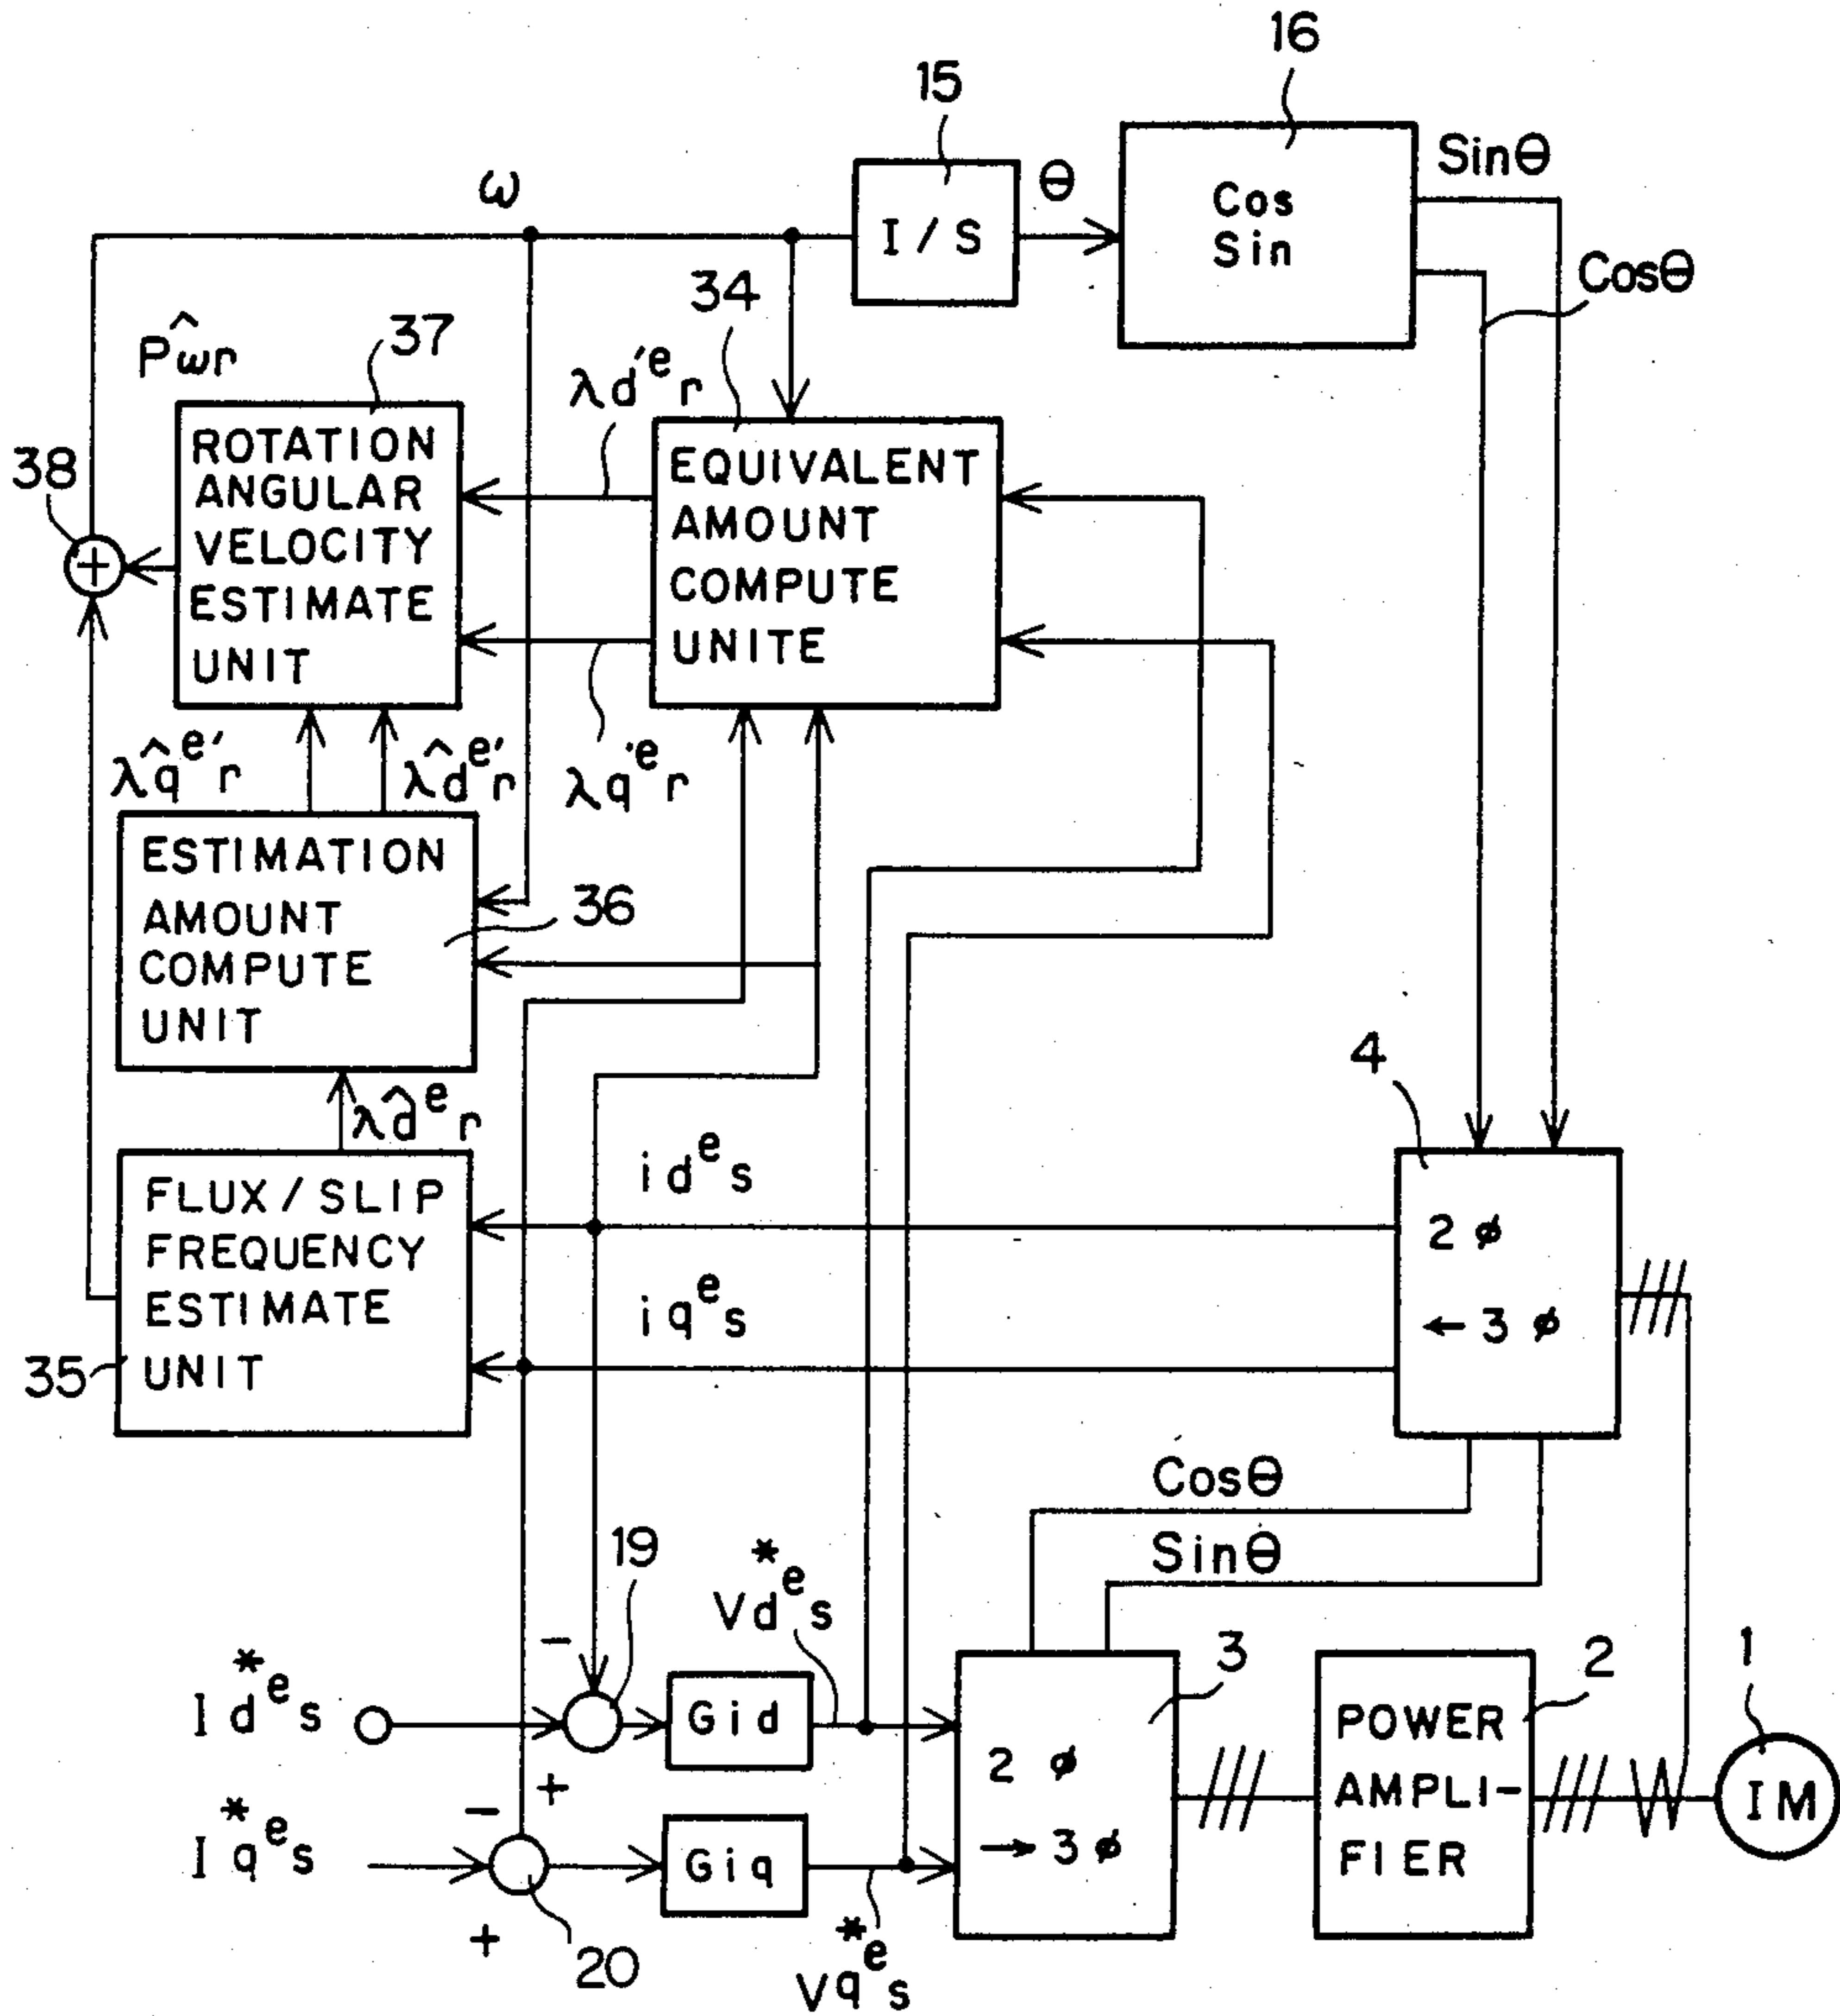 16
15
Sinθ
ω
θ
Cos
Sin
I/S
Cosθ
34
Pω̂r
37
λd'ᵉr
ROTATION
ANGULAR
VELOCITY
ESTIMATE
UNIT
EQUIVALENT
AMOUNT
COMPUTE
UNITE
38
+
λq̂ᵉ'r
λd̂ᵉ'r
λq'ᵉr
ESTIMATION
AMOUNT
COMPUTE
UNIT
36
4
λd̂ᵉr
idᵉs
FLUX/SLIP
FREQUENCY
ESTIMATE
UNIT
2φ
← 3φ
iqᵉs
35
Cosθ
19
Sinθ
Vd*ᵉs
−
3
2
1
Id*ᵉs
Gid
POWER
AMPLI-
FIER
2φ
→ 3φ
IM
+
−
Iq*ᵉs
Giq
+
20
Vq*ᵉs